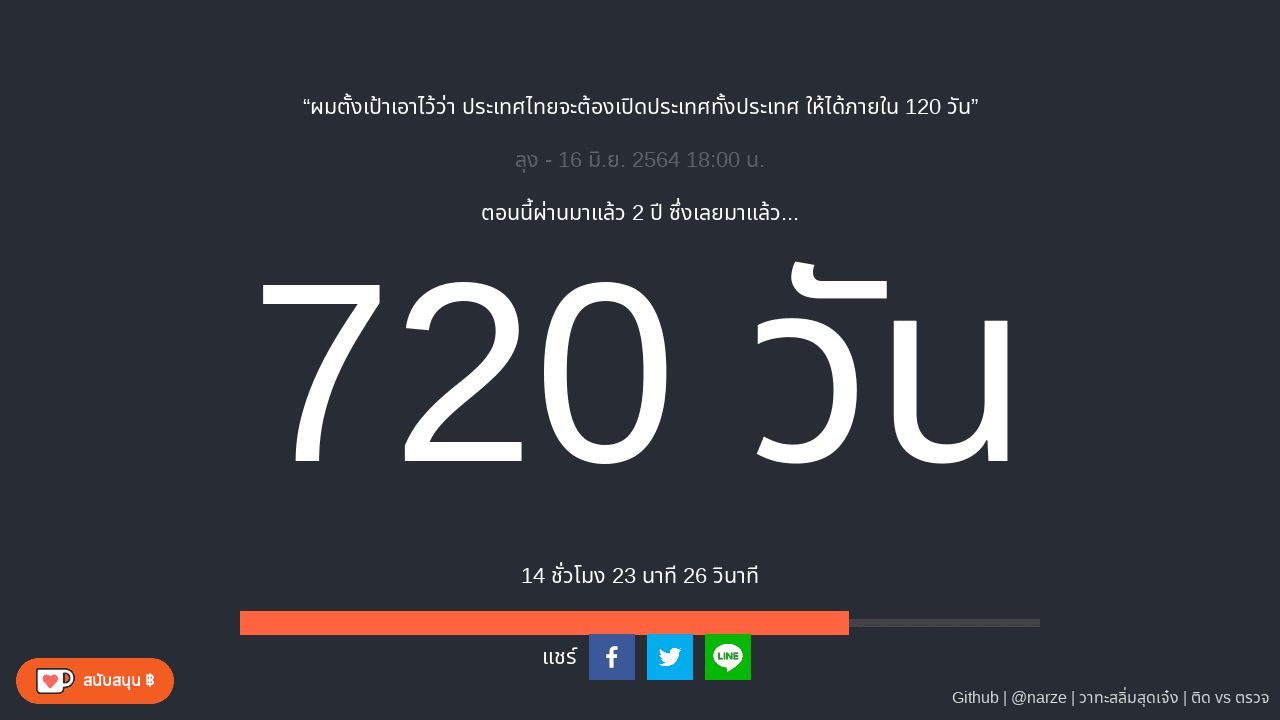 “ผมตั้งเป้าเอาไว้ว่า ประเทศไทยจะต้องเปิดประเทศทั้งประเทศ ให้ได้ภายใน 120 วัน”
ลุง - 16 มิ.ย. 2564 18:00 น.
ตอนนี้ผ่านมาแล้ว 2 ปี ซึ่งเลยมาแล้ว...
720 วัน
14 ชั่วโมง 23 นาที 26 วินาที
แชร์
LINE
สนับสนุน ฿
Github | @narze | วาทะสลิ่มสุดเจ๋ง | ติด vs ตรวจ